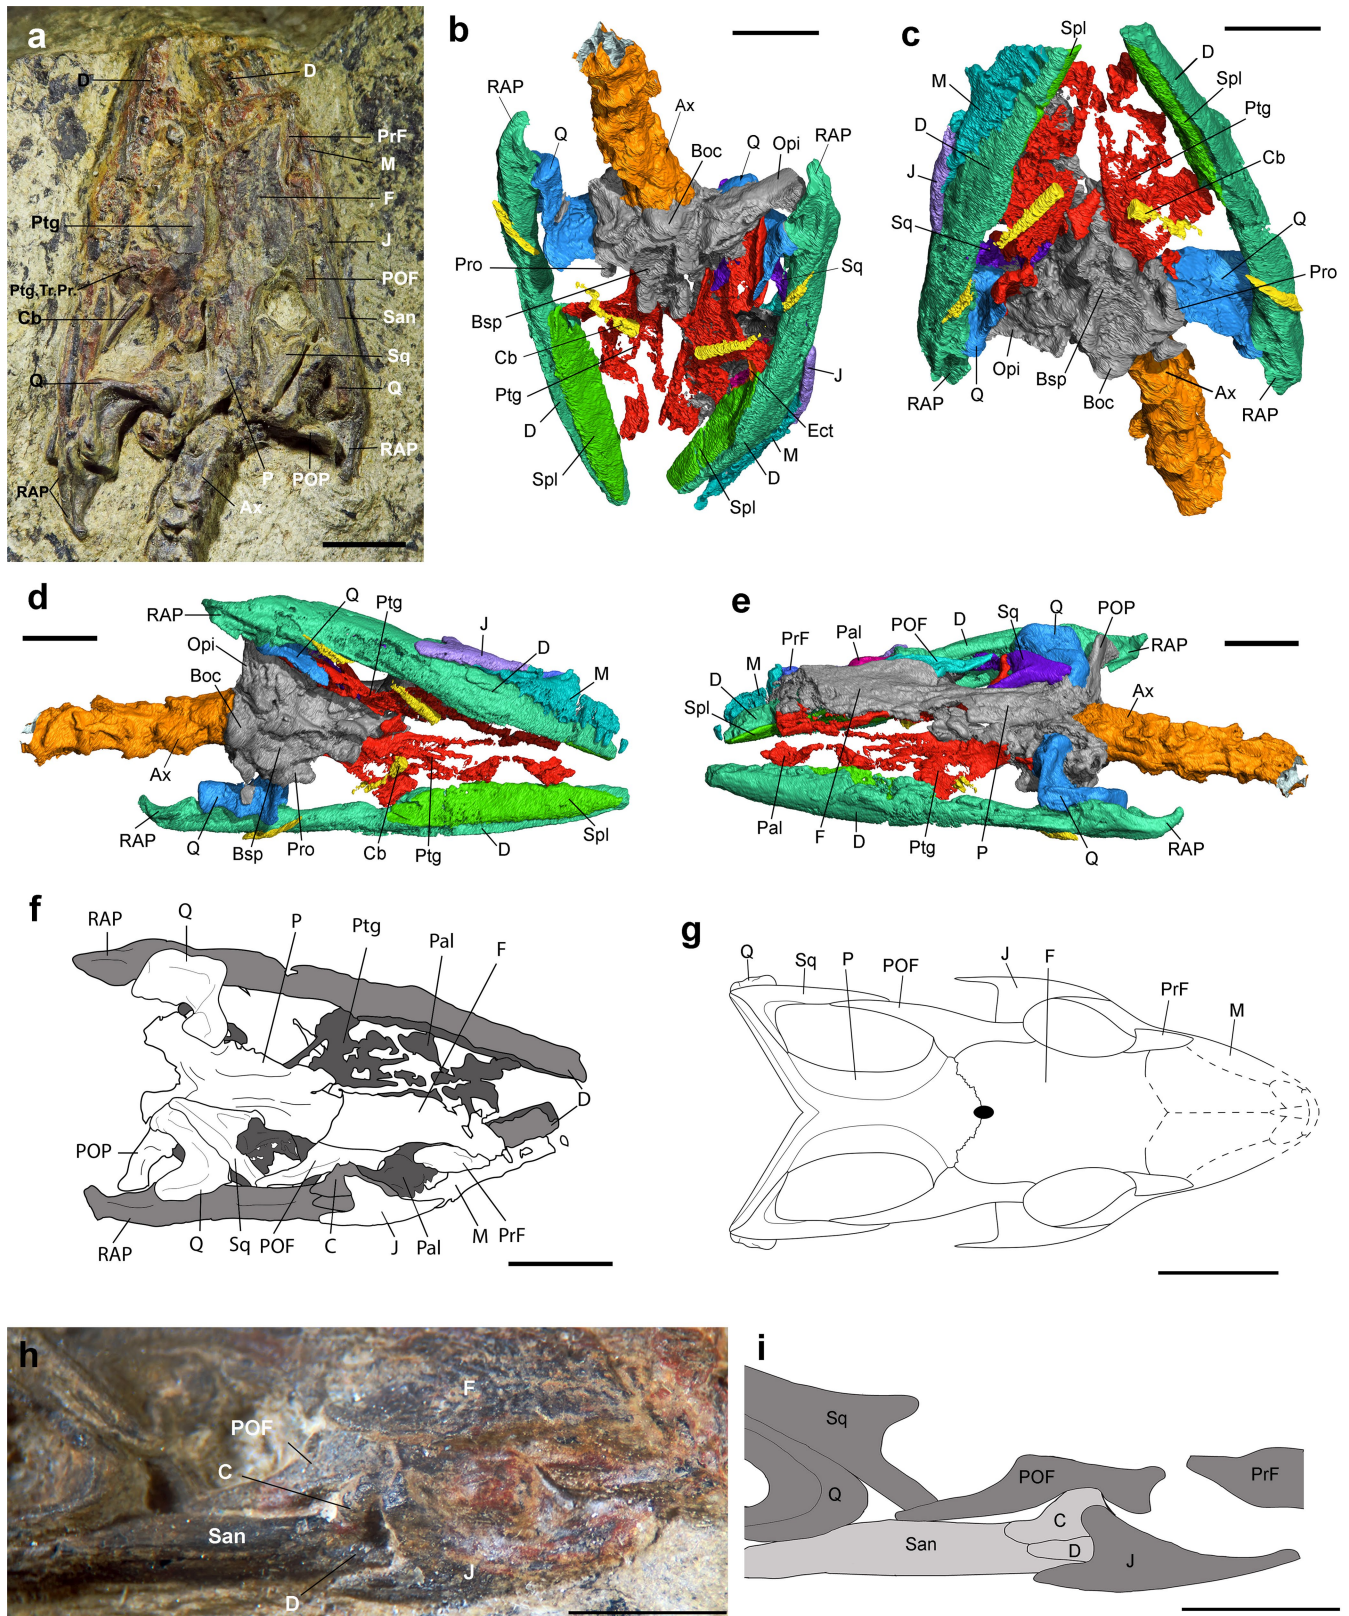 a
D
D
PrF
M
F
Ptg
J
Ptg.Tr.Pr.
POF
Cb
San
Sq
Q
Q
RAP
RAP
P
POP
Ax
b
RAP
Q
Ax
Boc
Q
Opi
RAP
Pro
Sq
Bsp
Cb
Ptg
J
D
Ect
M
Spl
D
Spl
c
Spl
D
M
Spl
D
Ptg
J
Cb
Sq
Q
Pro
RAP
Q
Opi
Bsp
Boc
Ax
RAP
d
RAP
Q
Ptg
J
Opi
D
Boc
M
Ax
RAP
Q
Bsp
Pro
Cb
Ptg
D
Spl
e
PrF
Pal
POF
D
Sq
Q
POP
RAP
M
D
Spl
Ax
Pal
F
D
Ptg
P
Q
RAP
f
RAP
Q
P
Ptg
Pal
F
D
POP
RAP
Q
Sq
POF
C
J
Pal
M
PrF
g
Q
Sq
P
POF
J
F
PrF
M
h
F
POF
C
San
D
J
i
Sq
POF
PrF
Q
C
San
D
J